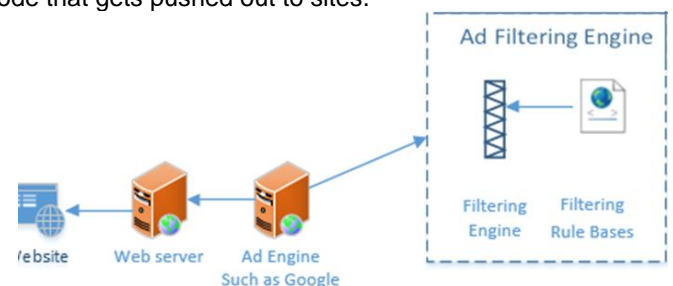 ode that gets pushed out to sites.
Ad Filtering Engine
Filtering
Engine
Filtering
Rule Bases
ebsite
Web server
Ad Engine
Such as Google